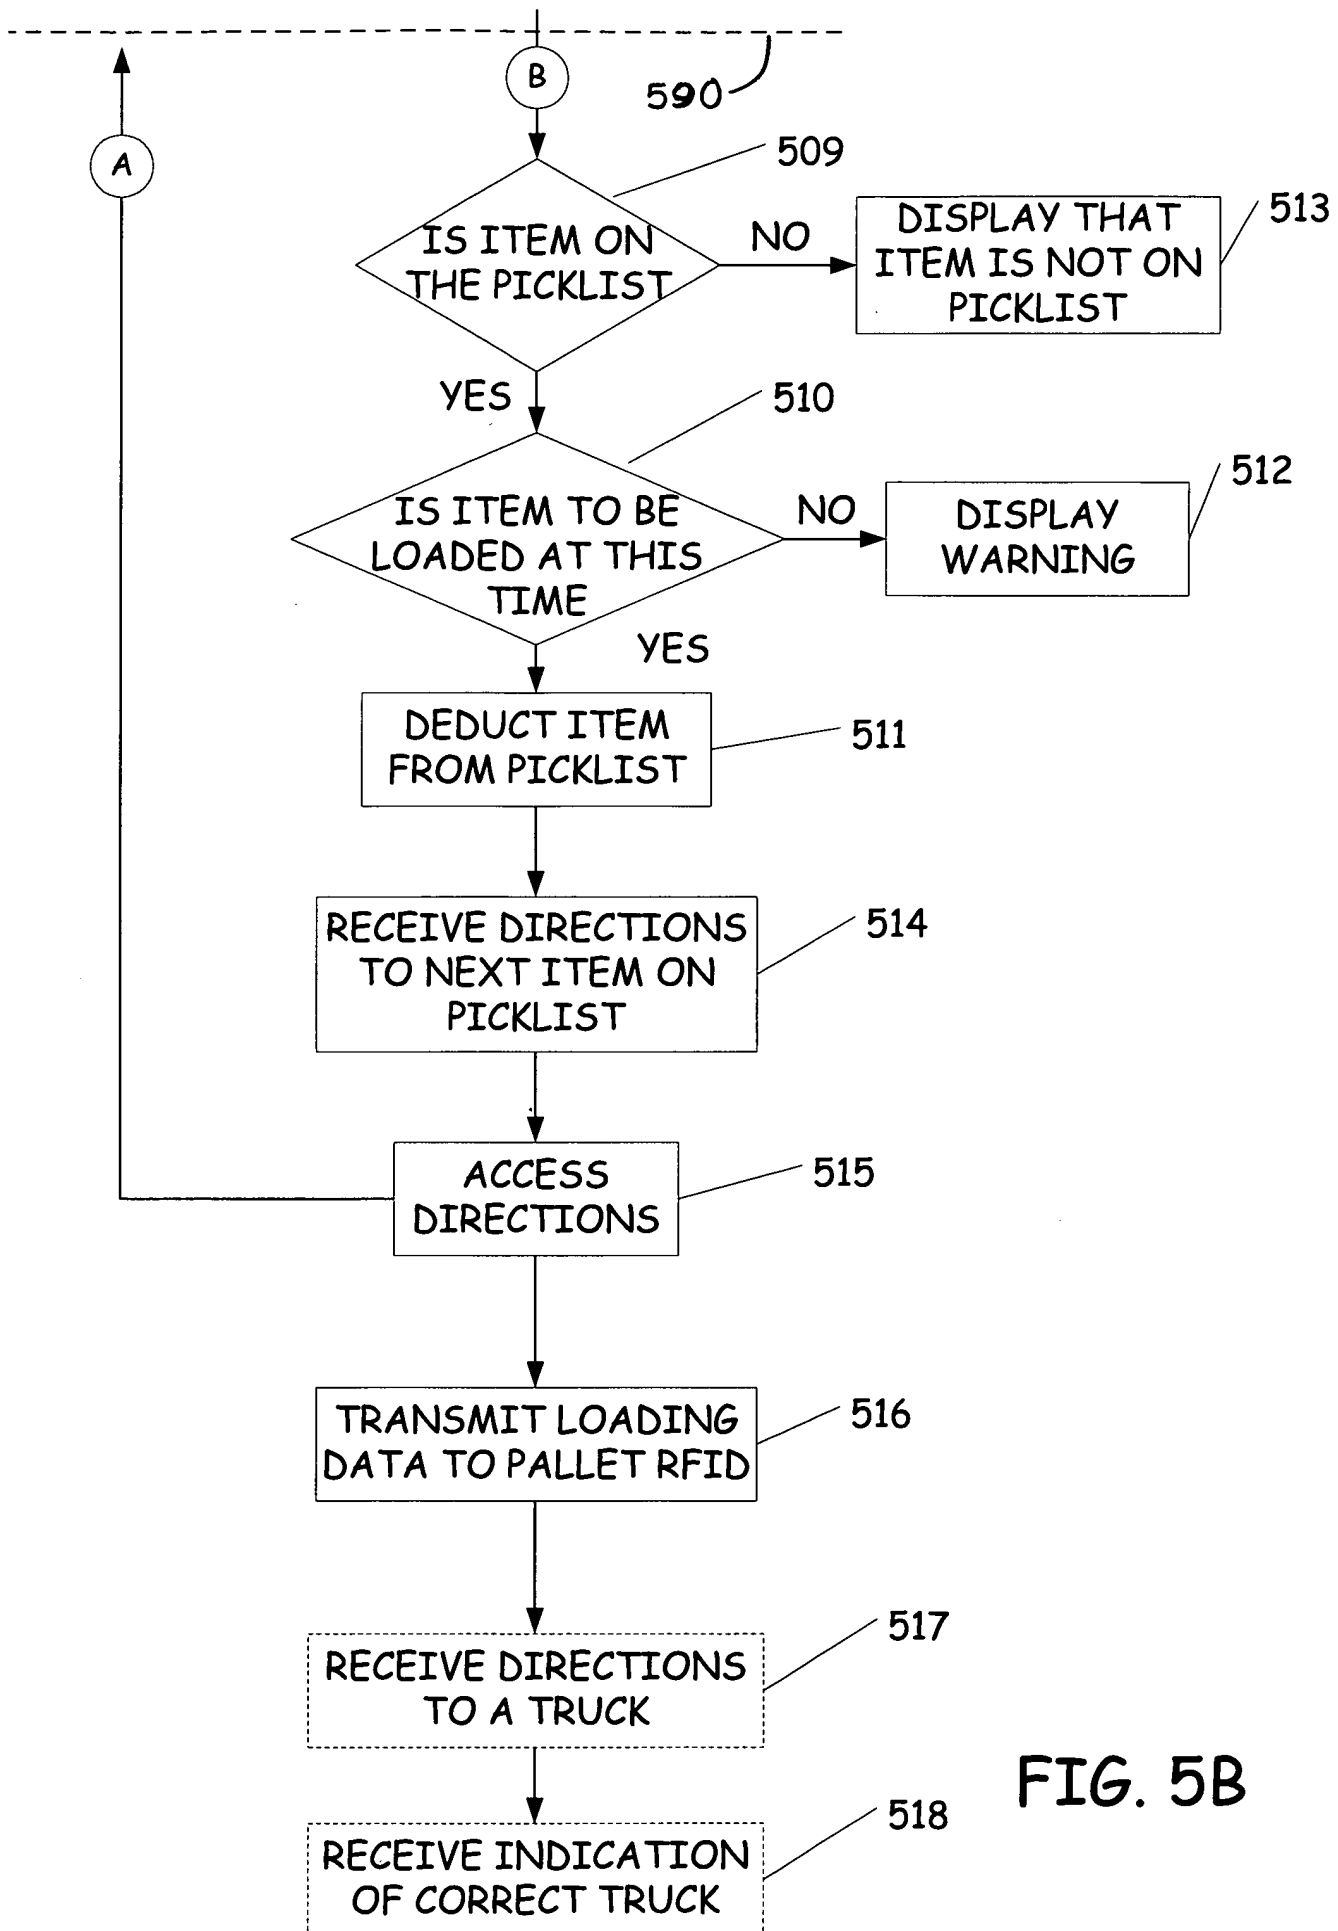 B
590
A
509
IS ITEM ON
THE PICKLIST
NO
DISPLAY THAT
ITEM IS NOT ON
PICKLIST
513
YES
510
IS ITEM TO BE
LOADED AT THIS
TIME
NO
DISPLAY
WARNING
512
YES
DEDUCT ITEM
FROM PICKLIST
511
RECEIVE DIRECTIONS
TO NEXT ITEM ON
PICKLIST
514
ACCESS
DIRECTIONS
515
TRANSMIT LOADING
DATA TO PALLET RFID
516
RECEIVE DIRECTIONS
TO A TRUCK
517
FIG. 5B
RECEIVE INDICATION
OF CORRECT TRUCK
518